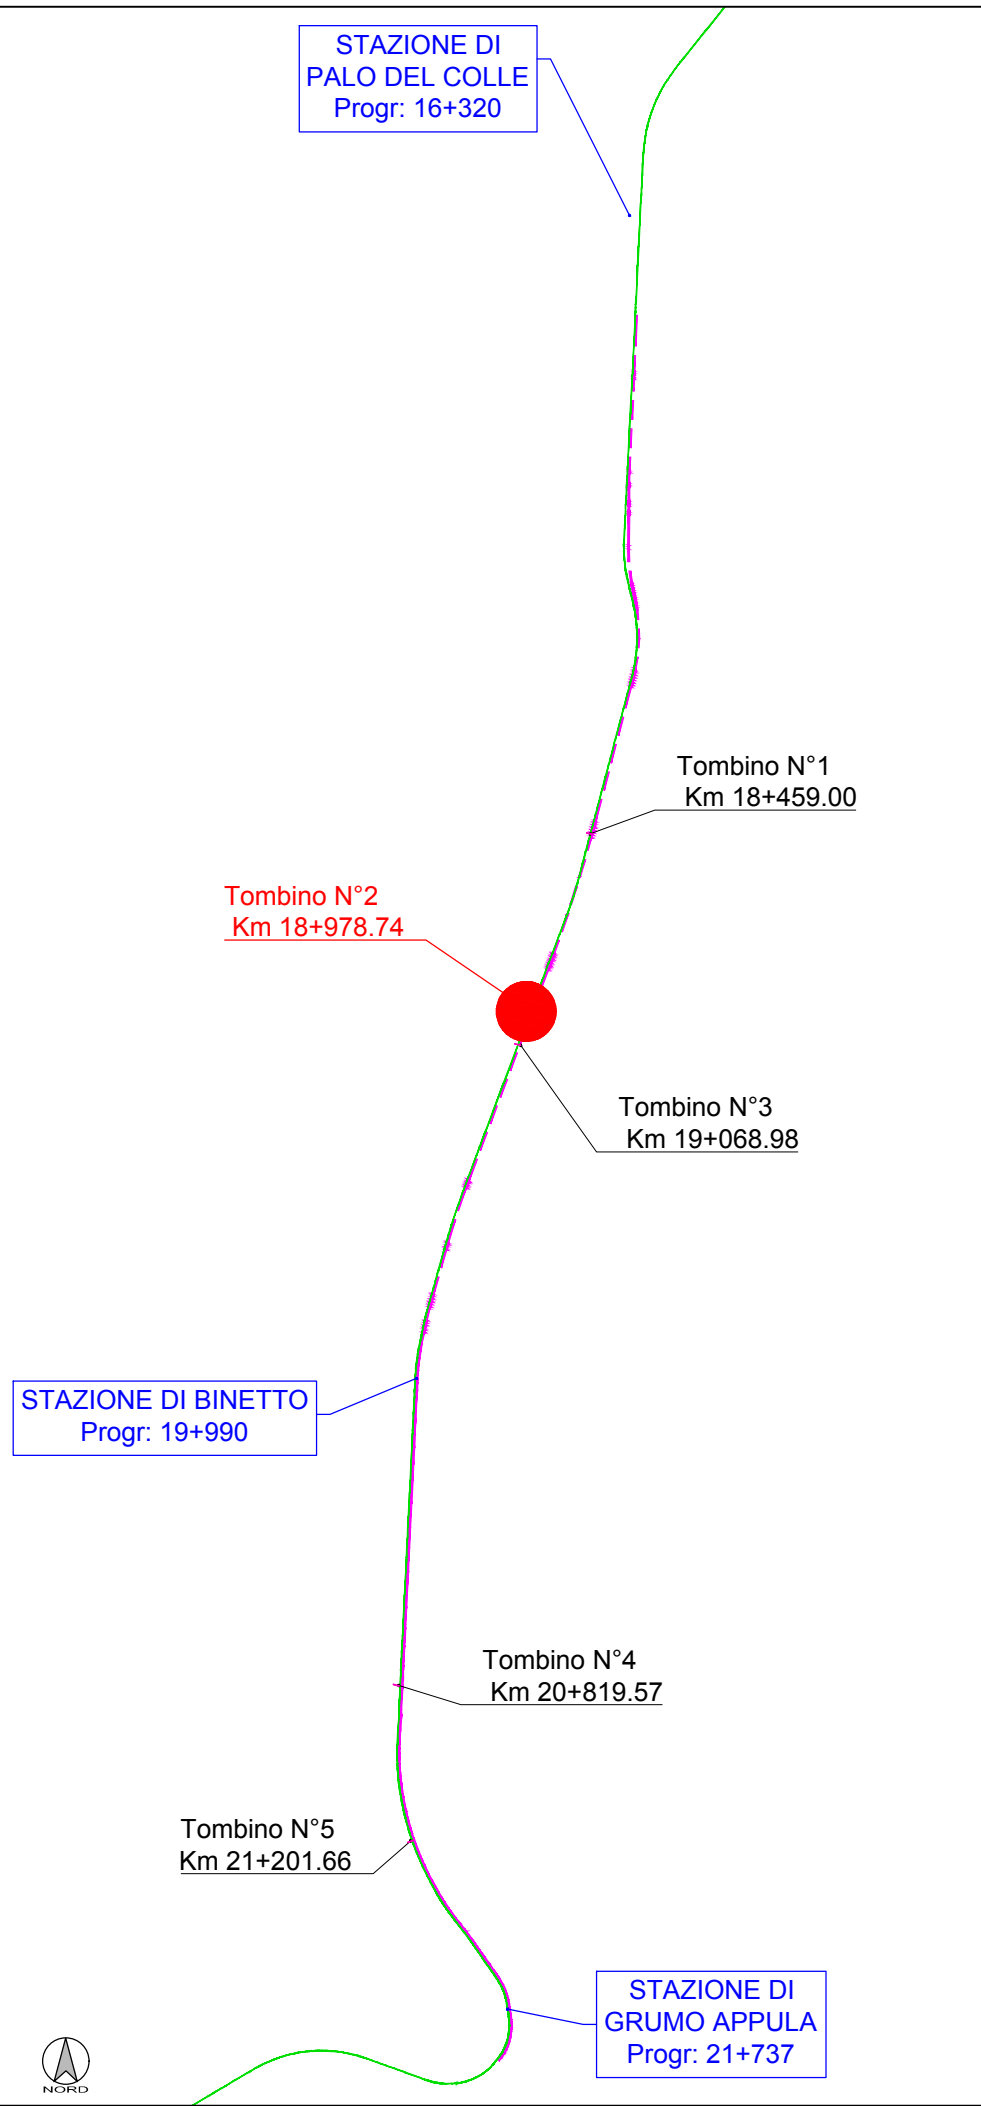 STAZIONE DI
PALO DEL COLLE
Progr: 16+320
Tombino N°1
Km 18+459.00
Tombino N°2
Km 18+978.74
Tombino N°3
Km 19+068.98
STAZIONE DI BINETTO
Progr: 19+990
Tombino N°4
Km 20+819.57
Tombino N°5
Km 21+201.66
STAZIONE DI
GRUMO APPULA
Progr: 21+737
NORD